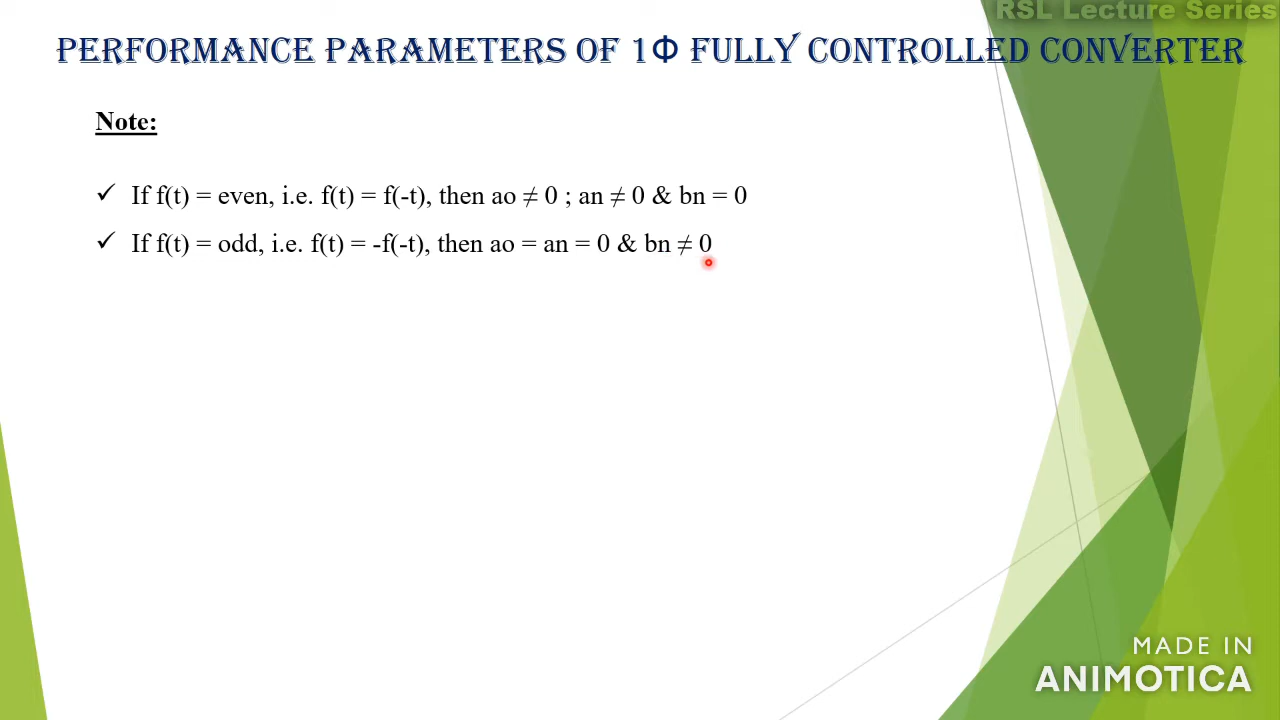 RSL Lecture Series
PERFORMANCE PARAMETERS OF 1Φ FULLY CONTROLLED CONVERTER
Note:
✓ If f(t) = even, i.e. f(t) = f(-t), then ao ≠ 0 ; an ≠ 0 & bn = 0
✓ If f(t) = odd, i.e. f(t) = -f(-t), then ao = an = 0 & bn ≠ 0
MADE IN
ANIMOTICA